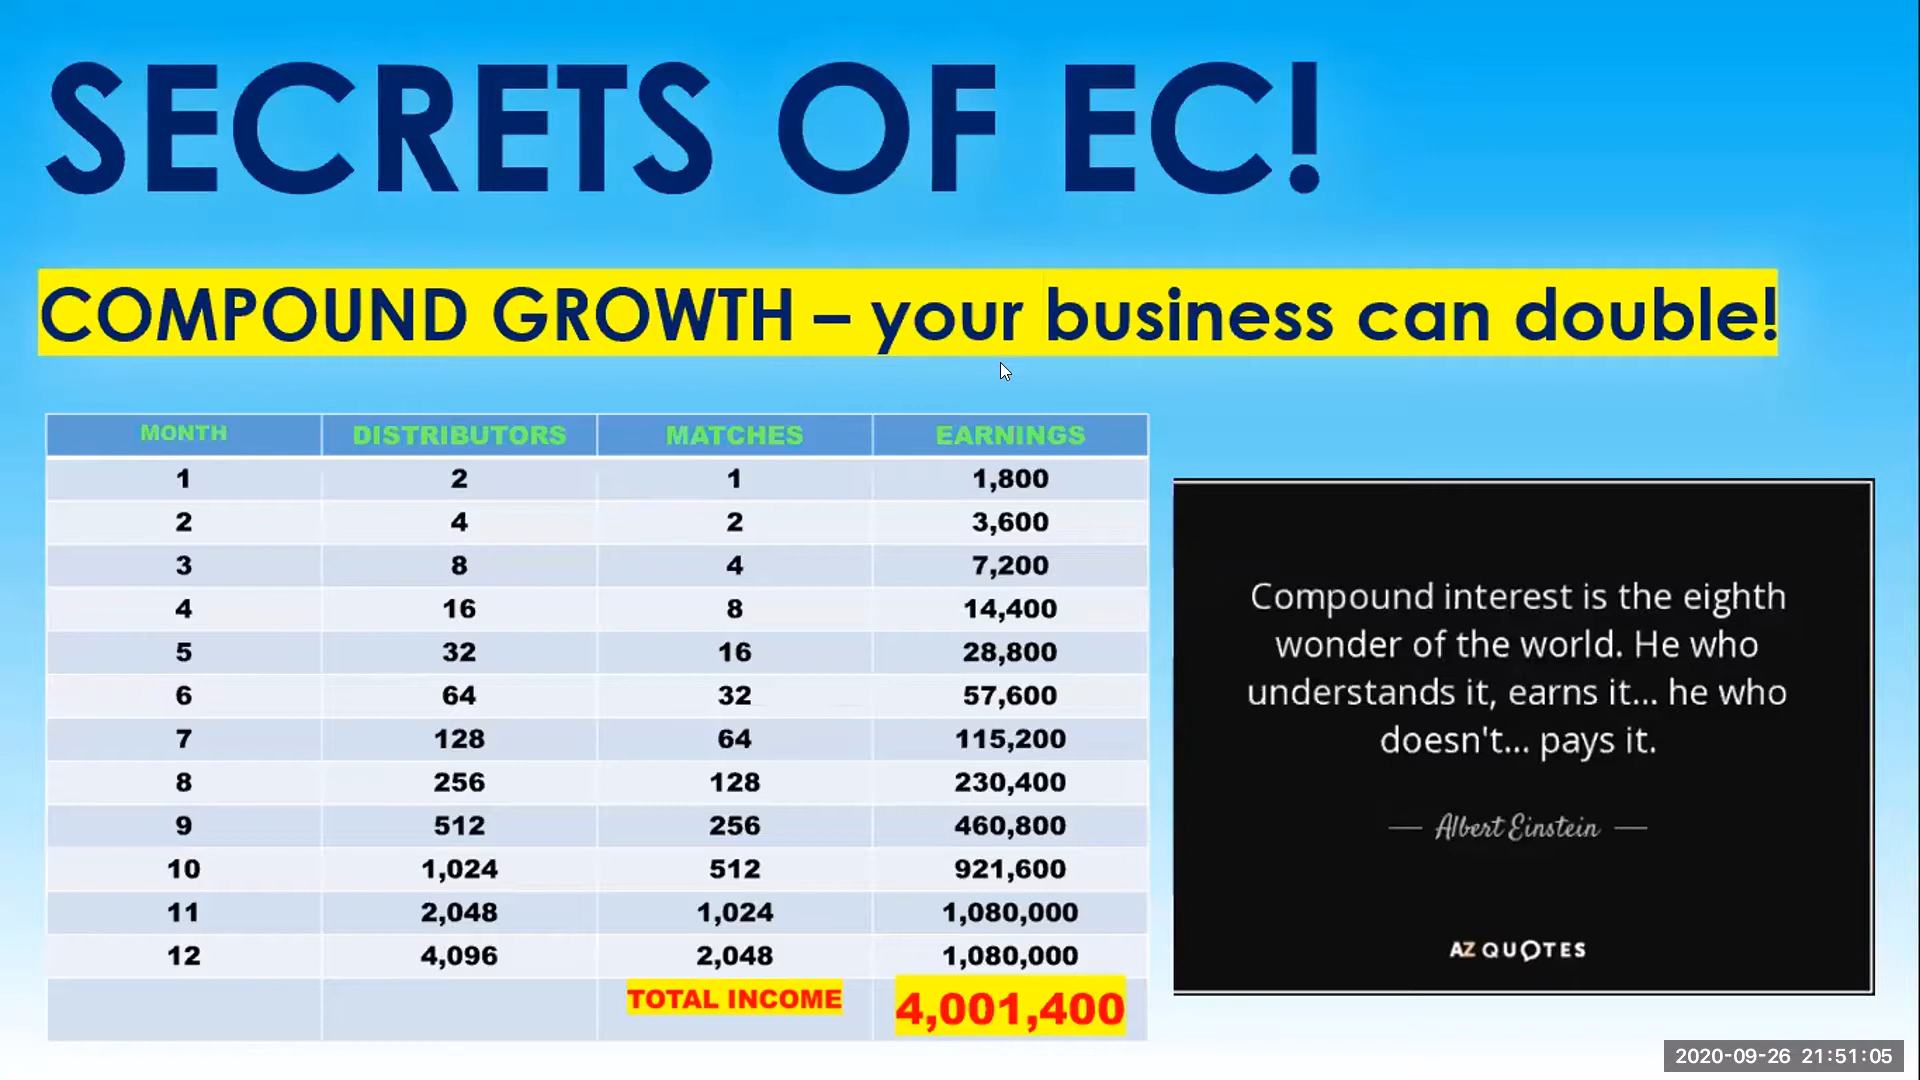 SECRETS OF EC!
COMPOUND GROWTH – your business can double!
MONTH DISTRIBUTORS MATCHES EARNINGS
1 2 1 1,800
2 4 2 3,600
3 8 4 7,200
4 16 8 14,400
5 32 16 28,800
6 64 32 57,600
7 128 64 115,200
8 256 128 230,400
9 512 256 460,800
10 1,024 512 921,600
11 2,048 1,024 1,080,000
12 4,096 2,048 1,080,000
TOTAL INCOME 4,001,400
Compound interest is the eighth
wonder of the world. He who
understands it, earns it... he who
doesn't... pays it.
— Albert Einstein —
AZ QUOTES
2020-09-26 21:51:05